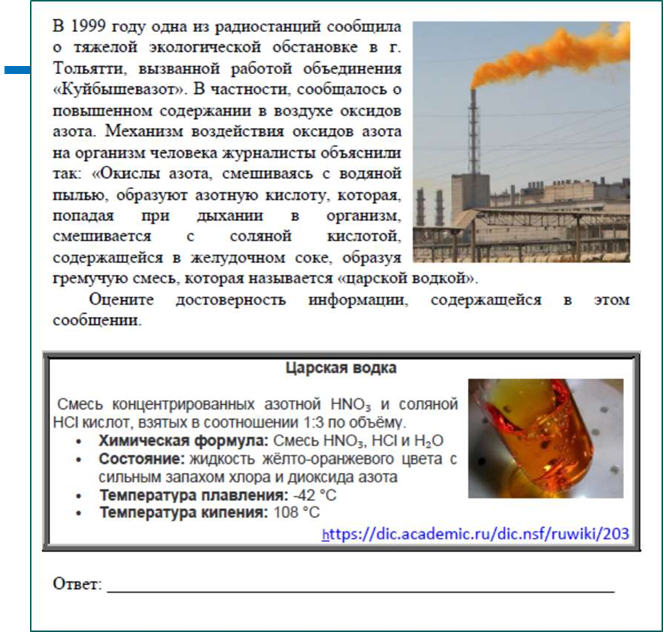 В 1999 году одна из радиостанций сообщила
о тяжелой экологической обстановке в г.
Тольятти, вызванной работой объединения
«Куйбышевазот». В частности, сообщалось о
повышенном содержании в воздухе оксидов
азота. Механизм воздействия оксидов азота
на организм человека журналисты объяснили
так: «Окислы азота, смешиваясь с водяной
пылью, образуют азотную кислоту, которая,
попадая при дыхании в организм,
смешивается с соляной кислотой,
содержащейся в желудочном соке, образуя
гремучую смесь, которая называется «царской водкой».
Оцените достоверность информации, содержащейся в этом
сообщении.
Царская водка
Смесь концентрированных азотной HNO₃ и соляной
HCl кислот, взятых в соотношении 1:3 по объёму.
• Химическая формула: Смесь HNO₃, HCl и H₂O
• Состояние: жидкость жёлто-оранжевого цвета с
сильным запахом хлора и диоксида азота
• Температура плавления: -42 °C
• Температура кипения: 108 °C
https://dic.academic.ru/dic.nsf/ruwiki/203
Ответ: